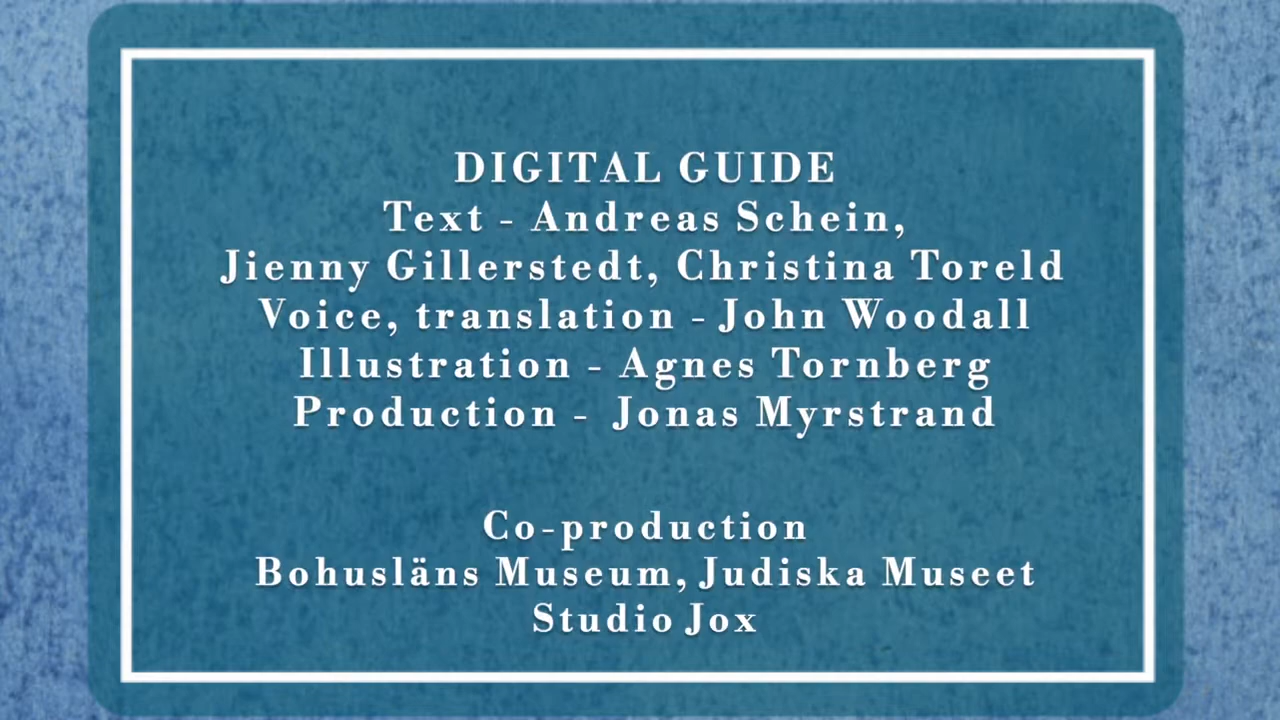 DIGITAL GUIDE
Text - Andreas Schein,
Jienny Gillerstedt, Christina Toreld
Voice, translation - John Woodall
Illustration - Agnes Tornberg
Production - Jonas Myrstrand
Co-production
Bohusläns Museum, Judiska Museet
Studio Jox